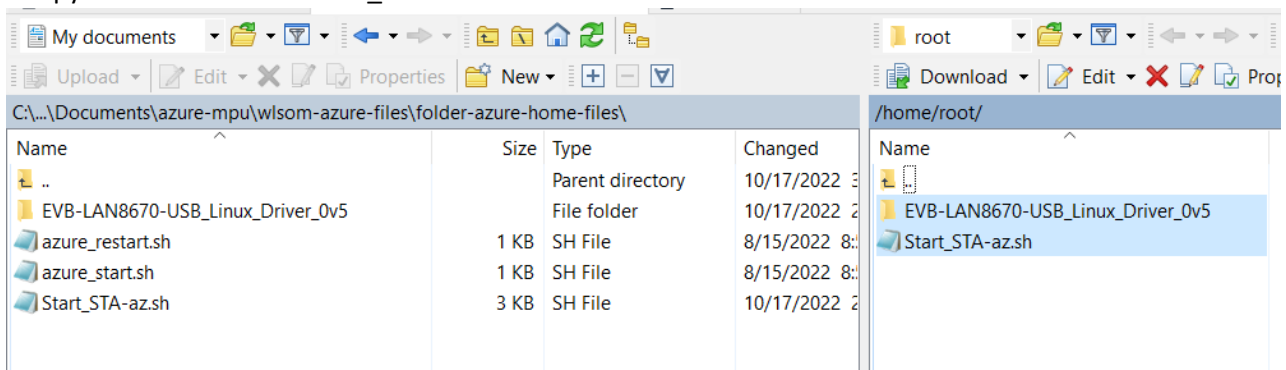 My documents
Upload Edit Properties New
C:\...\Documents\azure-mpu\wlsom-azure-files\folder-azure-home-files\
Name Size Type Changed
.. Parent directory 10/17/2022
EVB-LAN8670-USB_Linux_Driver_0v5 File folder 10/17/2022
azure_restart.sh 1 KB SH File 8/15/2022
azure_start.sh 1 KB SH File 8/15/2022
Start_STA-az.sh 3 KB SH File 10/17/2022
root
Download Edit Prop
/home/root/
Name
..
EVB-LAN8670-USB_Linux_Driver_0v5
Start_STA-az.sh